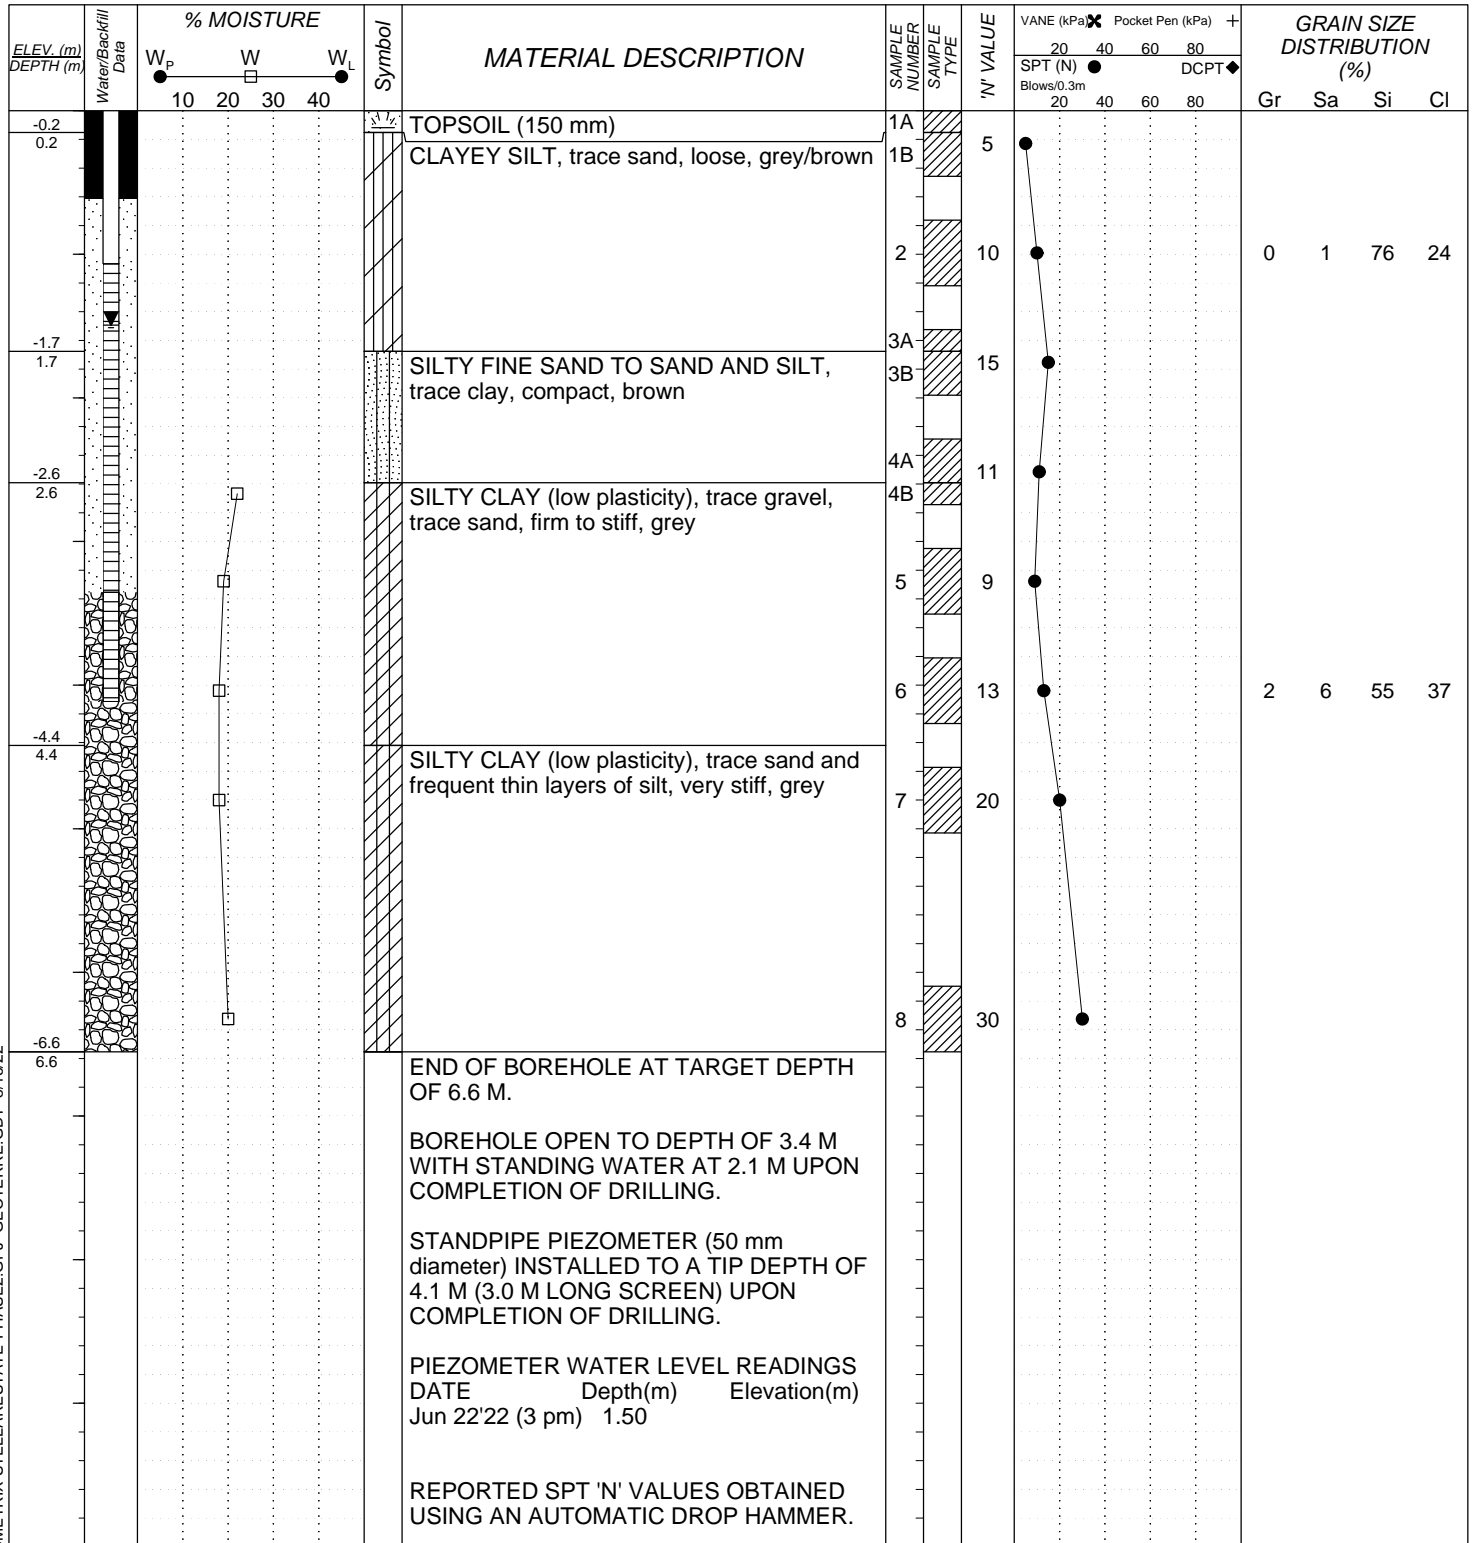 ELEV. (m)
DEPTH (m)
Water/Backfill
Data
% MOISTURE
WP W WL
10 20 30 40
Symbol
MATERIAL DESCRIPTION
SAMPLE
NUMBER
SAMPLE
TYPE
'N' VALUE
VANE (kPa) Pocket Pen (kPa) +
20 40 60 80
SPT (N) DCPT
Blows/0.3m
20 40 60 80
GRAIN SIZE
DISTRIBUTION
(%)
Gr Sa Si Cl
-0.2
0.2
TOPSOIL (150 mm)
1A
CLAYEY SILT, trace sand, loose, grey/brown
1B
5
2 10 0 1 76 24
-1.7
1.7
3A
SILTY FINE SAND TO SAND AND SILT,
trace clay, compact, brown
3B
15
4A
11
-2.6
2.6
SILTY CLAY (low plasticity), trace gravel,
trace sand, firm to stiff, grey
4B
5 9
6 13 2 6 55 37
-4.4
4.4
SILTY CLAY (low plasticity), trace sand and
frequent thin layers of silt, very stiff, grey
7 20
8 30
-6.6
6.6
END OF BOREHOLE AT TARGET DEPTH
OF 6.6 M.
BOREHOLE OPEN TO DEPTH OF 3.4 M
WITH STANDING WATER AT 2.1 M UPON
COMPLETION OF DRILLING.
STANDPIPE PIEZOMETER (50 mm
diameter) INSTALLED TO A TIP DEPTH OF
4.1 M (3.0 M LONG SCREEN) UPON
COMPLETION OF DRILLING.
PIEZOMETER WATER LEVEL READINGS
DATE Depth(m) Elevation(m)
Jun 22'22 (3 pm) 1.50
REPORTED SPT 'N' VALUES OBTAINED
USING AN AUTOMATIC DROP HAMMER.